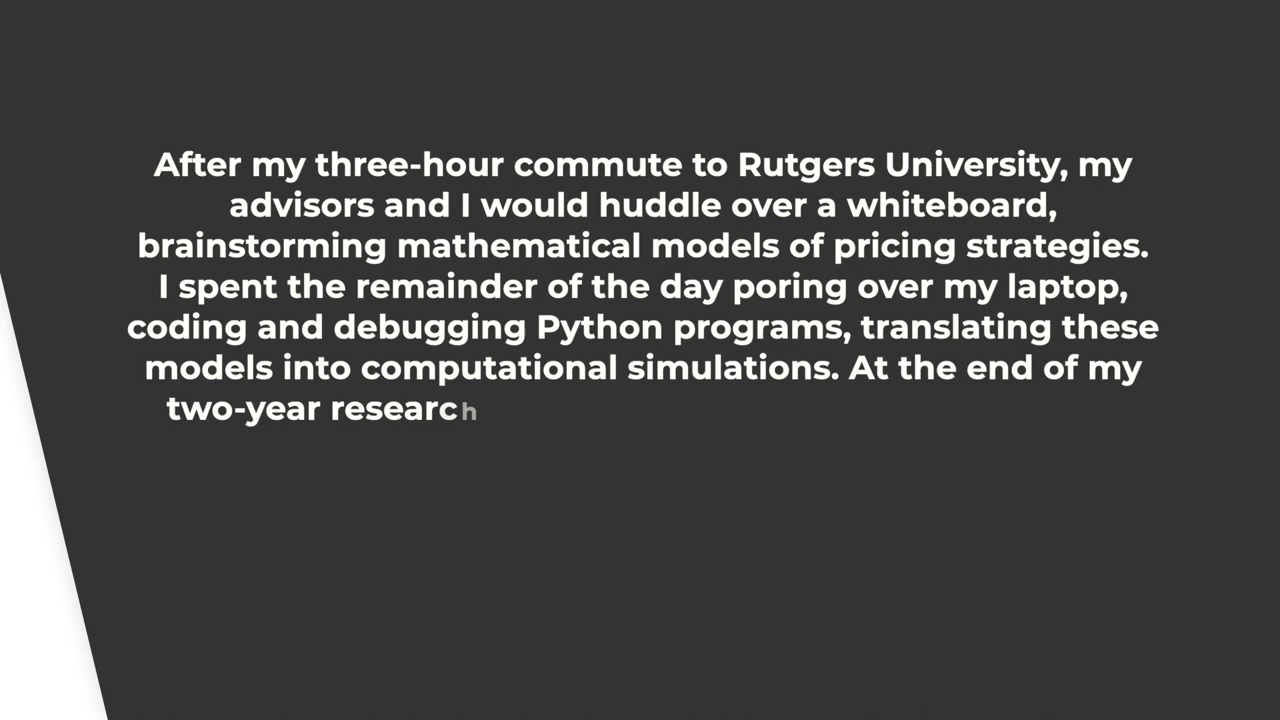 After my three-hour commute to Rutgers University, my
advisors and I would huddle over a whiteboard,
brainstorming mathematical models of pricing strategies.
I spent the remainder of the day poring over my laptop,
coding and debugging Python programs, translating these
models into computational simulations. At the end of my
two-year research